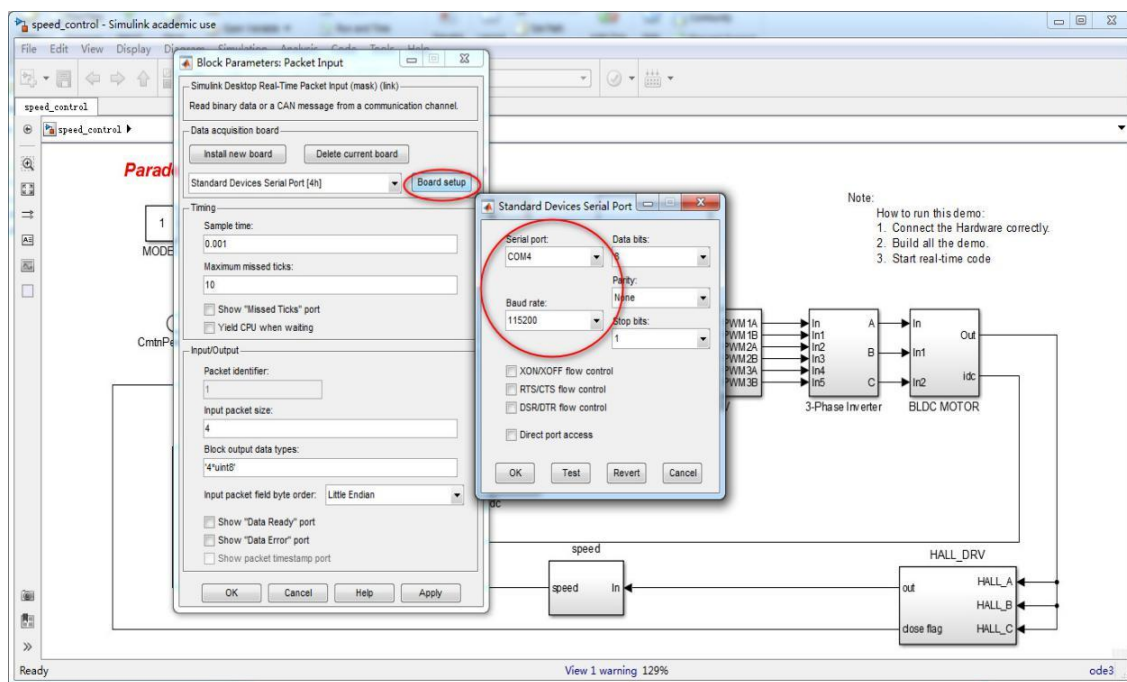 speed_control - Simulink academic use
File Edit View Display Diagram Simulation Analysis Code Tools Help
speed_control
speed_control
Parad
1
MODE
CmtnPe
Block Parameters: Packet Input
Simulink Desktop Real-Time Packet Input (mask) (link)
Read binary data or a CAN message from a communication channel.
Data acquisition board
Install new board Delete current board
Standard Devices Serial Port [4h] Board setup
Timing
Sample time:
0.001
Maximum missed ticks:
10
Show "Missed Ticks" port
Yield CPU when waiting
Input/Output
Packet identifier:
1
Input packet size:
4
Block output data types:
'4*uint8'
Input packet field byte order: Little Endian
Show "Data Ready" port
Show "Data Error" port
Show packet timestamp port
OK Cancel Help Apply
Standard Devices Serial Port
Serial port: Data bits:
COM4 8
Parity:
None
Baud rate:
115200
Stop bits:
1
XON/XOFF flow control
RTS/CTS flow control
DSR/DTR flow control
Direct port access
OK Test Revert Cancel
Note:
How to run this demo:
1. Connect the Hardware correctly.
2. Build all the demo.
3. Start real-time code
PWM1A
PWM1B
PWM2A
PWM2B
PWM3A
PWM3B
In A
In1
In2
In3 B
In4
In5 C
3-Phase Inverter
In Out
In1
In2 idc
BLDC MOTOR
speed
speed In
HALL_DRV
out HALL_A
HALL_B
close flag HALL_C
Ready View 1 warning 129% ode3